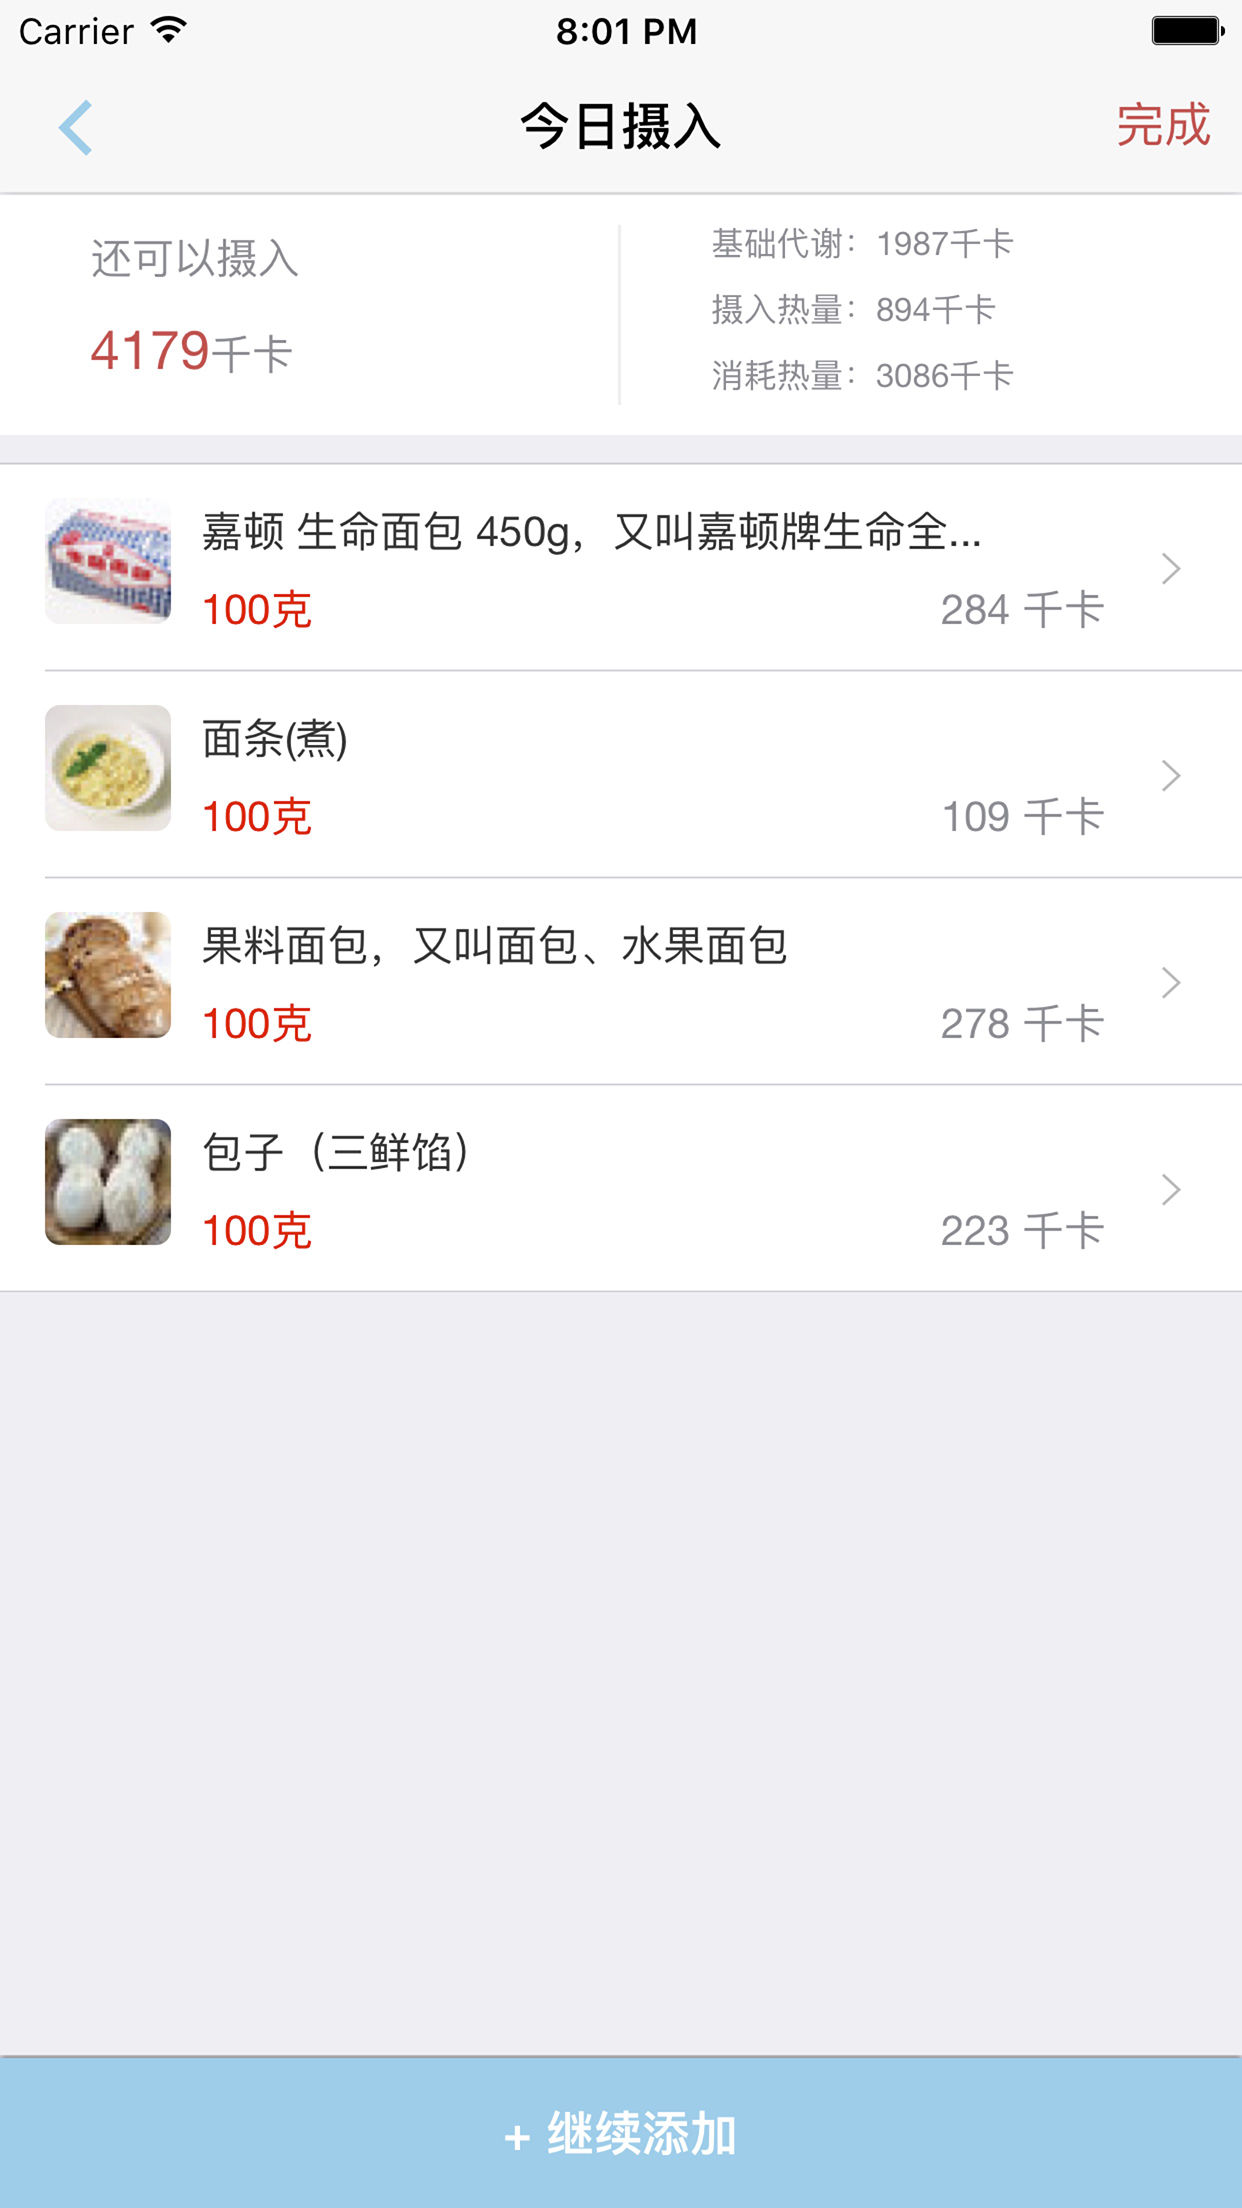 Carrier 8:01 PM
今日摄入 完成
还可以摄入
4179千卡
基础代谢：1987千卡
摄入热量：894千卡
消耗热量：3086千卡
嘉顿 生命面包 450g，又叫嘉顿牌生命全...
100克 284 千卡
面条(煮)
100克 109 千卡
果料面包，又叫面包、水果面包
100克 278 千卡
包子（三鲜馅）
100克 223 千卡
+ 继续添加